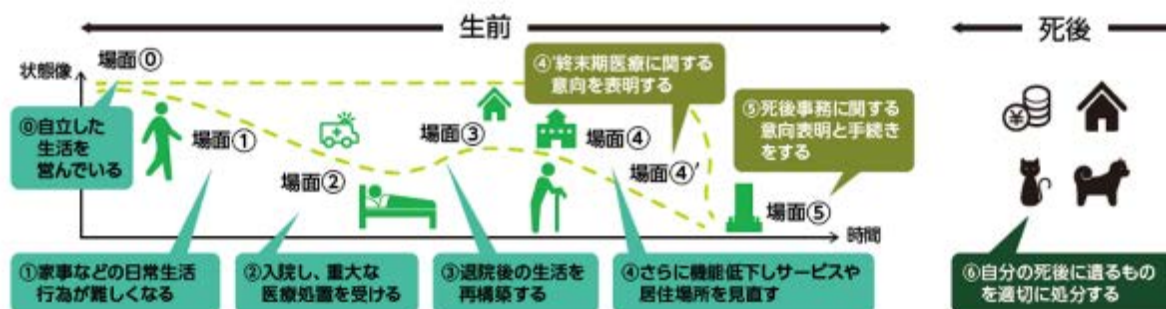 生前
死後
状態像
場面⓪
⓪自立した
生活を
営んでいる
場面①
場面②
場面③
場面④
④'終末期医療に関する
意向を表明する
場面④'
⑤死後事務に関する
意向表明と手続き
をする
場面⑤
時間
¥
①家事などの日常生活
行為が難しくなる
②入院し、重大な
医療処置を受ける
③退院後の生活を
再構築する
④さらに機能低下しサービスや
居住場所を見直す
⑥自分の死後に遺るもの
を適切に処分する